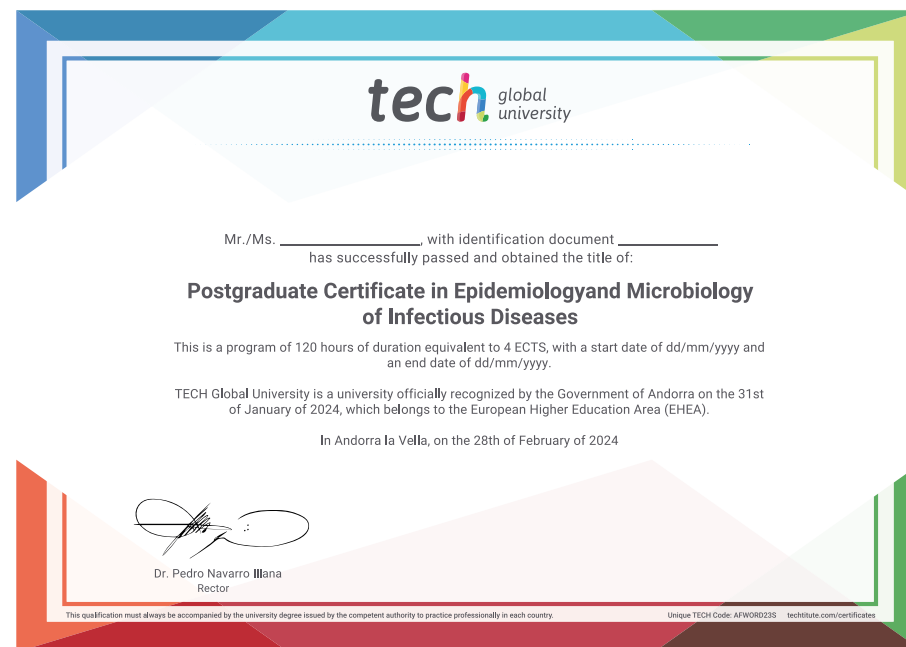 tech global university
Mr./Ms. ____________, with identification document ____________
has successfully passed and obtained the title of:
Postgraduate Certificate in Epidemiologyand Microbiology
of Infectious Diseases
This is a program of 120 hours of duration equivalent to 4 ECTS, with a start date of dd/mm/yyyy and
an end date of dd/mm/yyyy.
TECH Global University is a university officially recognized by the Government of Andorra on the 31st
of January of 2024, which belongs to the European Higher Education Area (EHEA).
In Andorra la Vella, on the 28th of February of 2024
Dr. Pedro Navarro Illana
Rector
This qualification must always be accompanied by the university degree issued by the competent authority to practice professionally in each country.
Unique TECH Code: AFWORD23S techtitute.com/certificates